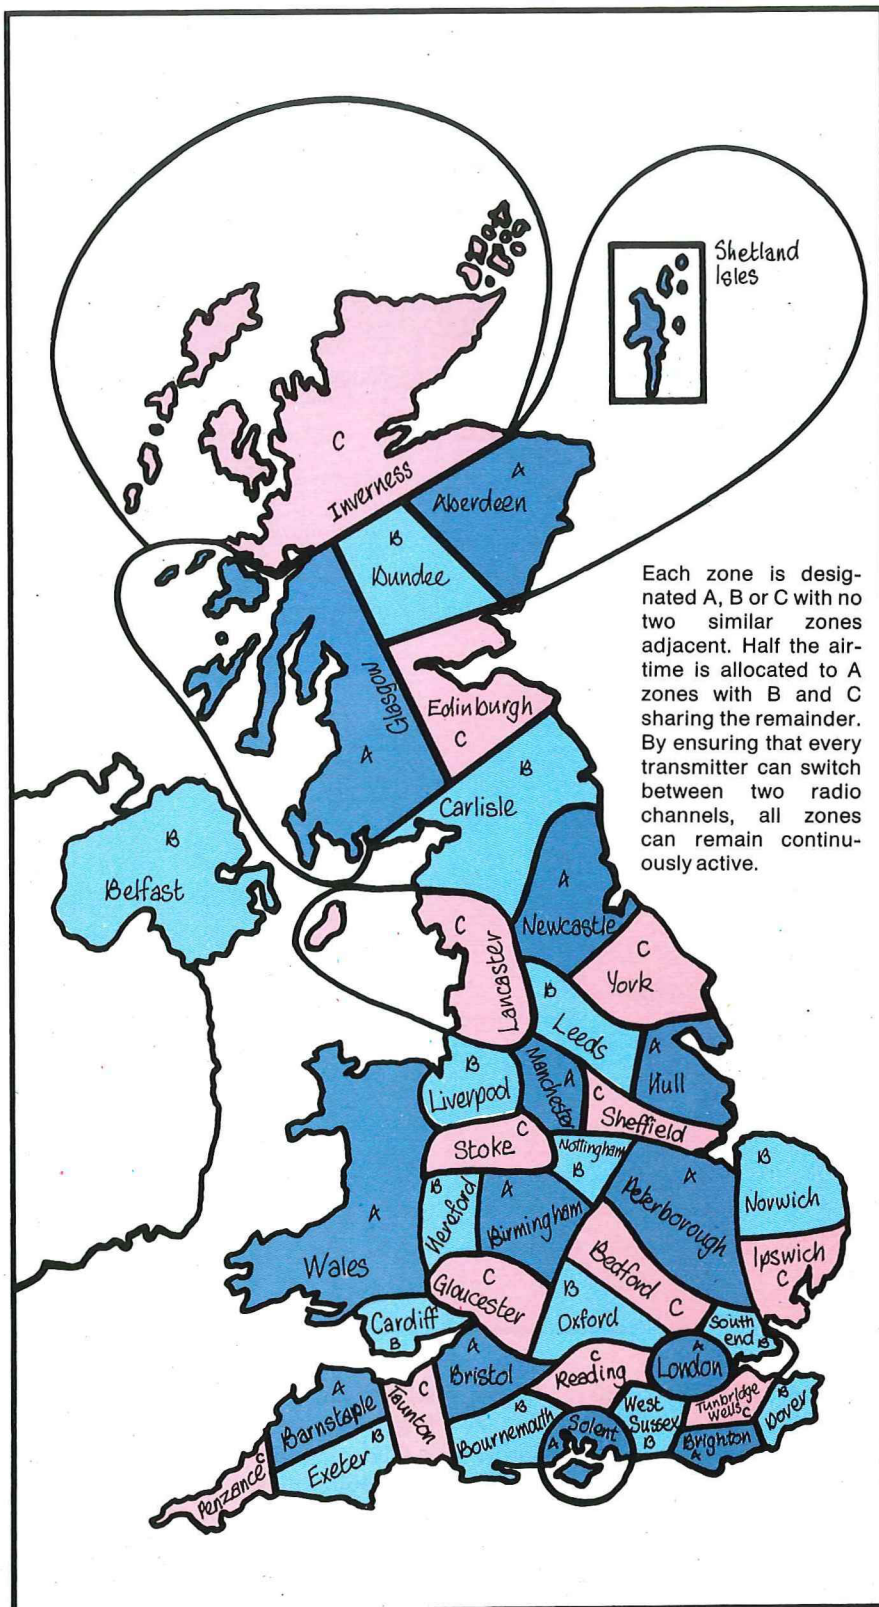 Shetland
Isles
C
Inverness
A
Aberdeen
B
Dundee
Each zone is desig-
nated A, B or C with no
two similar zones
adjacent. Half the air-
time is allocated to A
zones with B and C
sharing the remainder.
By ensuring that every
transmitter can switch
between two radio
channels, all zones
can remain continu-
ously active.
Glasgow
A
Edinburgh
C
B
Carlisle
B
Belfast
A
Newcastle
C
Lancaster
C
York
B
Leeds
A
Hull
B
Liverpool
A
Manchester
C
Sheffield
C
Stoke
Nottingham
B
A
Peterborough
B
Norwich
A
Wales
B
Hereford
A
Birmingham
Bedford
C
Ipswich
C
C
Gloucester
B
Oxford
South
end B
Cardiff
B
A
Bristol
C
Reading
A
London
A
Barnstaple
C
Taunton
B
Bournemouth
Solent
A
West
Sussex
B
Tunbridge
Wells C
B
Dover
Brighton
A
B
Exeter
C
Penzance